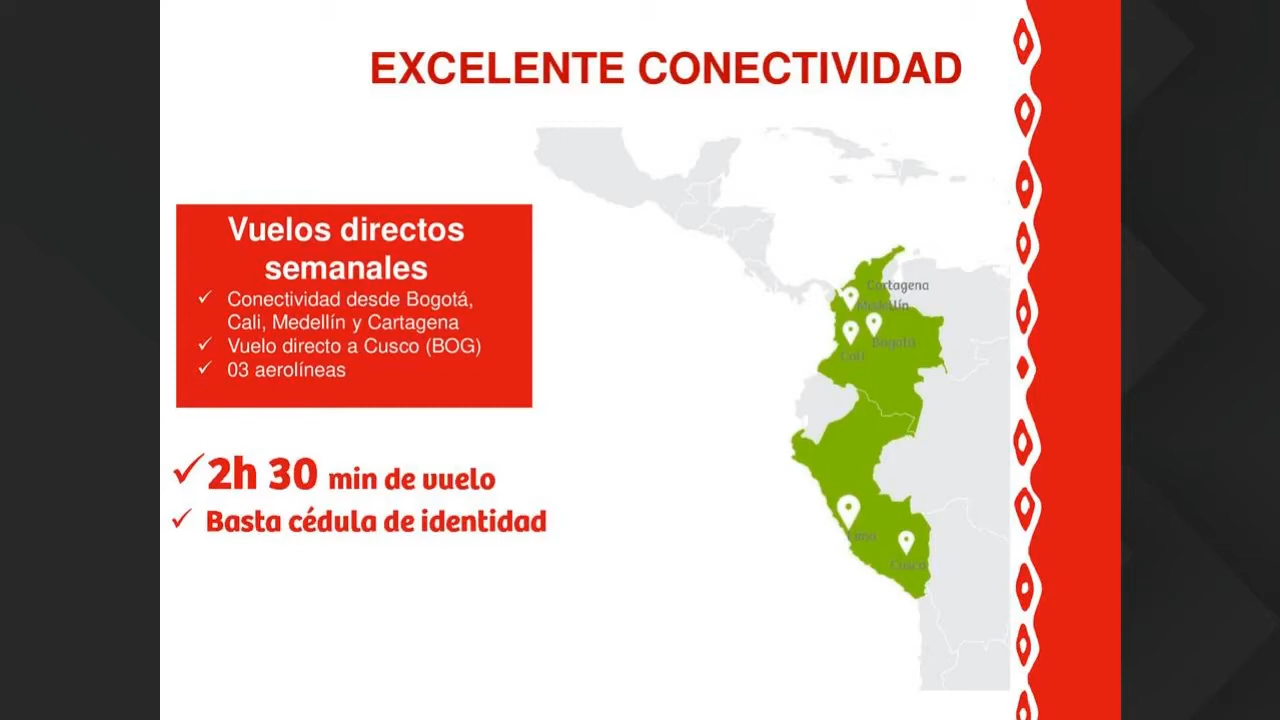 EXCELENTE CONECTIVIDAD
Vuelos directos
semanales
✓ Conectividad desde Bogotá,
Cali, Medellín y Cartagena
✓ Vuelo directo a Cusco (BOG)
✓ 03 aerolíneas
✓2h 30 min de vuelo
✓ Basta cédula de identidad
Cartagena
Medellín
Bogotá
Cali
Lima
Cusco